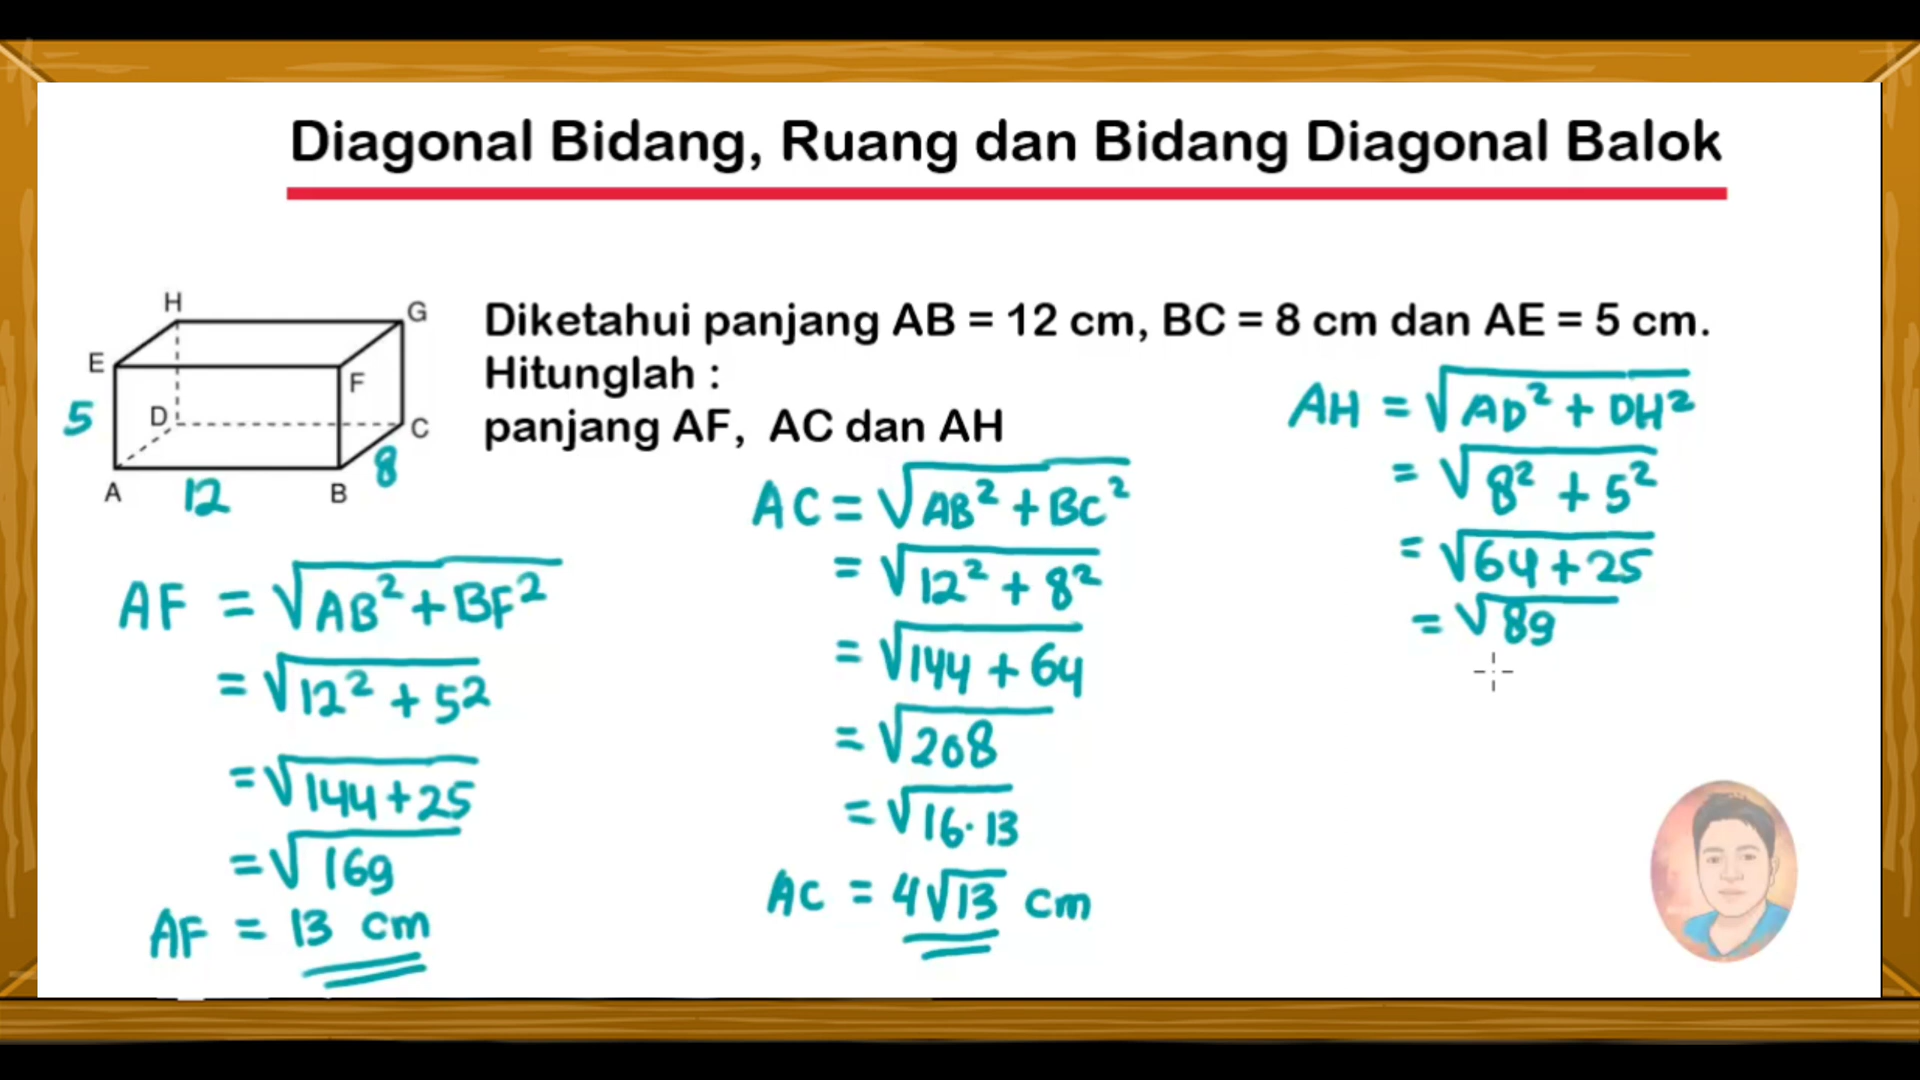 Diagonal Bidang, Ruang dan Bidang Diagonal Balok
H
G
E
F
5
D
C
8
A
12
B
Diketahui panjang AB = 12 cm, BC = 8 cm dan AE = 5 cm.
Hitunglah :
panjang AF, AC dan AH
AF = √AB² + BF²
= √12² + 5²
= √144 + 25
= √169
AF = 13 cm
AC = √AB² + BC²
= √12² + 8²
= √144 + 64
= √208
= √16 · 13
AC = 4√13 cm
AH = √AD² + DH²
= √8² + 5²
= √64 + 25
= √89